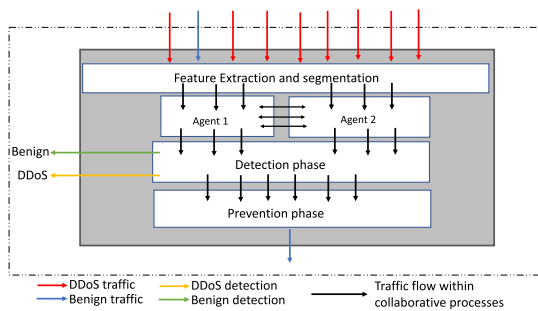 Feature Extraction and segmentation
Agent 1
Agent 2
Benign
Detection phase
DDoS
Prevention phase
DDoS traffic
DDoS detection
Traffic flow within
Benign traffic
Benign detection
collaborative processes